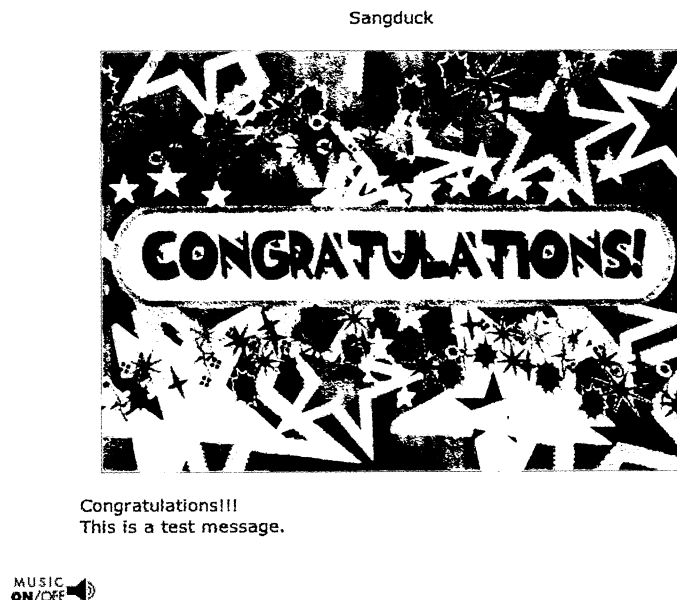 Sangduck
CONGRATULATIONS!
Congratulations!!!
This is a test message.
MUSIC
ON/OFF